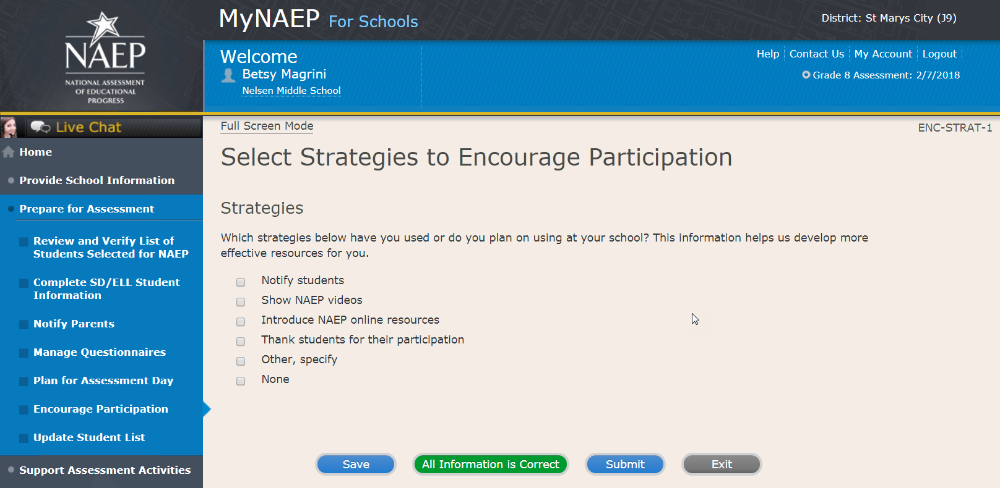 NAEP
NATIONAL ASSESSMENT
OF EDUCATIONAL
PROGRESS
MyNAEP For Schools
District: St Marys City (J9)
Welcome
Betsy Magrini
Nelsen Middle School
Help Contact Us My Account Logout
Grade 8 Assessment: 2/7/2018
Live Chat
Home
Provide School Information
Prepare for Assessment
Review and Verify List of
Students Selected for NAEP
Complete SD/ELL Student
Information
Notify Parents
Manage Questionnaires
Plan for Assessment Day
Encourage Participation
Update Student List
Support Assessment Activities
Full Screen Mode
ENC-STRAT-1
Select Strategies to Encourage Participation
Strategies
Which strategies below have you used or do you plan on using at your school? This information helps us develop more
effective resources for you.
Notify students
Show NAEP videos
Introduce NAEP online resources
Thank students for their participation
Other, specify
None
Save All Information is Correct Submit Exit